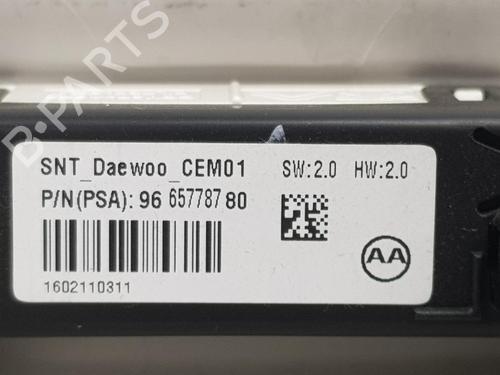 B-PARTS
SNT_Daewoo_CEM01 SW:2.0 HW:2.0
P/N(PSA): 96 657787 80
AA
1602110311